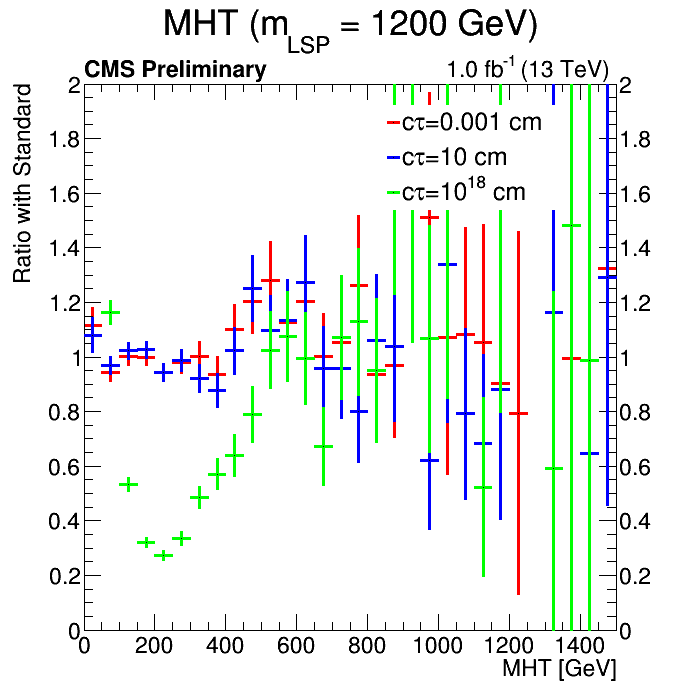 MHT (m_LSP = 1200 GeV)
CMS Preliminary
1.0 fb⁻¹ (13 TeV)
Ratio with Standard
2
1.8
1.6
1.4
1.2
1
0.8
0.6
0.4
0.2
0
cτ=0.001 cm
cτ=10 cm
cτ=10¹⁸ cm
2
1.8
1.6
1.4
1.2
1
0.8
0.6
0.4
0.2
0
0 200 400 600 800 1000 1200 1400
MHT [GeV]